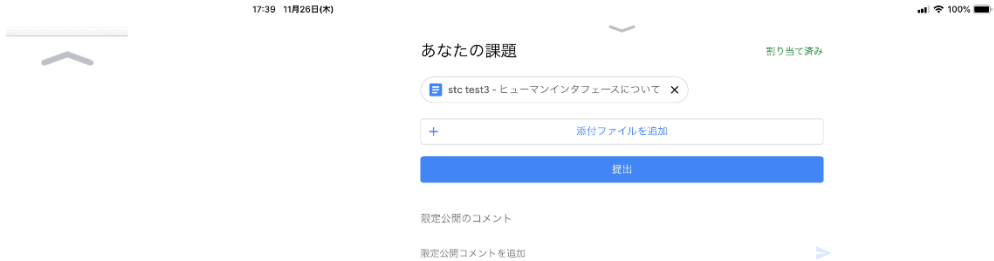 17:39 11月26日(木)
100%
あなたの課題
割り当て済み
stc test3 - ヒューマンインタフェースについて
添付ファイルを追加
提出
限定公開のコメント
限定公開コメントを追加